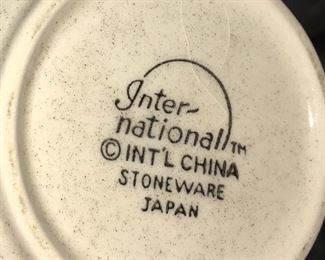 Inter-
national™
© INT'L CHINA
STONEWARE
JAPAN